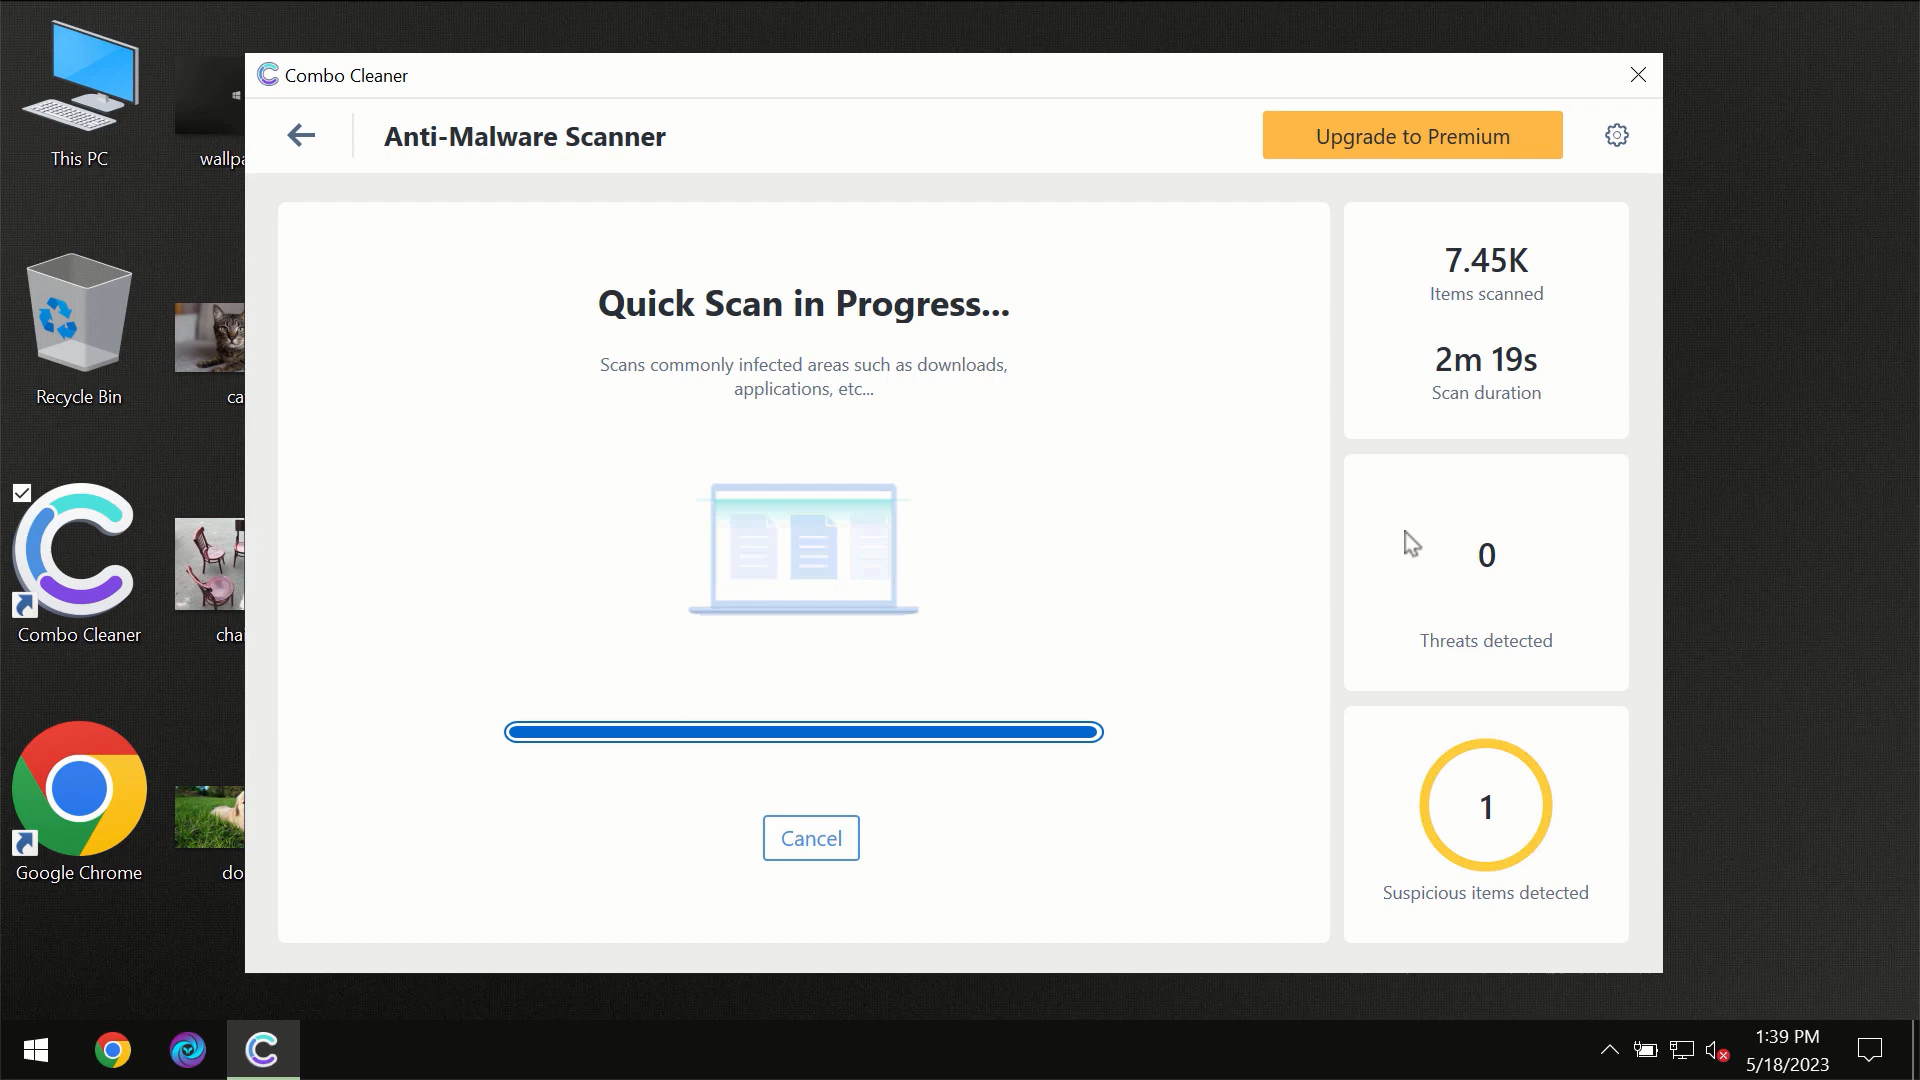 Combo Cleaner
Anti-Malware Scanner
Upgrade to Premium
Quick Scan in Progress...
Scans commonly infected areas such as downloads,
applications, etc...
Cancel
7.45K
Items scanned
2m 19s
Scan duration
0
Threats detected
1
Suspicious items detected
This PC
wallpa
Recycle Bin
ca
Combo Cleaner
chai
Google Chrome
do
1:39 PM
5/18/2023